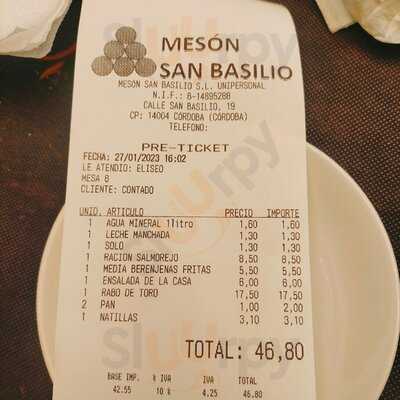 MESÓN
SAN BASILIO
MESÓN SAN BASILIO S.L. UNIPERSONAL
N.I.F.: B-14895288
CALLE SAN BASILIO, 19
CP: 14004 CÓRDOBA (CÓRDOBA)
TELEFONO:
PRE-TICKET
FECHA: 27/01/2023 16:02
LE ATENDIO: ELISEO
MESA 8
CLIENTE: CONTADO
UNID. ARTICULO PRECIO IMPORTE
1 AGUA MINERAL 1litro 1,60 1,60
1 LECHE MANCHADA 1,30 1,30
1 SOLO 1,30 1,30
1 RACION SALMOREJO 8,50 8,50
1 MEDIA BERENJENAS FRITAS 5,50 5,50
1 ENSALADA DE LA CASA 6,00 6,00
1 RABO DE TORO 17,50 17,50
2 PAN 1,00 2,00
1 NATILLAS 3,10 3,10
TOTAL: 46,80
BASE IMP. % IVA IVA TOTAL
42.55 10 % 4.25 46.80